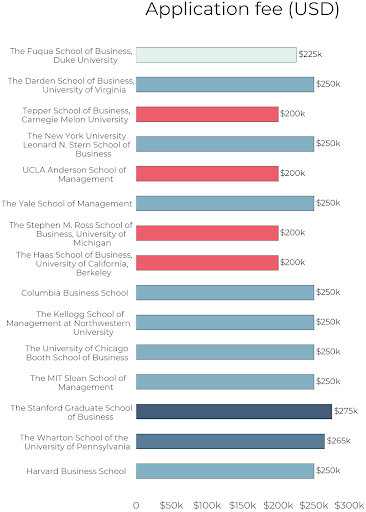 Application fee (USD)
The Fuqua School of Business,
Duke University
$225k
The Darden School of Business,
University of Virginia
$250k
Tepper School of Business,
Carnegie Melon University
$200k
The New York University
Leonard N. Stern School of
Business
$250k
UCLA Anderson School of
Management
$200k
The Yale School of Management
$250k
The Stephen M. Ross School of
Business, University of
Michigan
$200k
The Haas School of Business,
University of California,
Berkeley
$200k
Columbia Business School
$250k
The Kellogg School of
Management at Northwestern
University
$250k
The University of Chicago
Booth School of Business
$250k
The MIT Sloan School of
Management
$250k
The Stanford Graduate School
of Business
$275k
The Wharton School of the
University of Pennsylvania
$265k
Harvard Business School
$250k
0 $50k $100k $200k $250k $300k